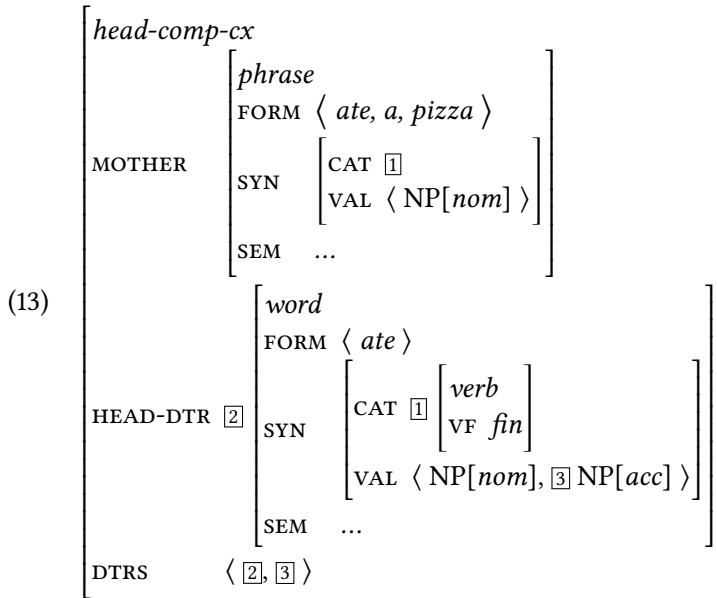 head-comp-cx
phrase
FORM ⟨ ate, a, pizza ⟩
MOTHER
SYN
CAT 1
VAL ⟨ NP[nom] ⟩
SEM ...
(13)
word
FORM ⟨ ate ⟩
HEAD-DTR 2
SYN
CAT 1
verb
VF fin
VAL ⟨ NP[nom], 3 NP[acc] ⟩
SEM ...
DTRS ⟨ 2, 3 ⟩